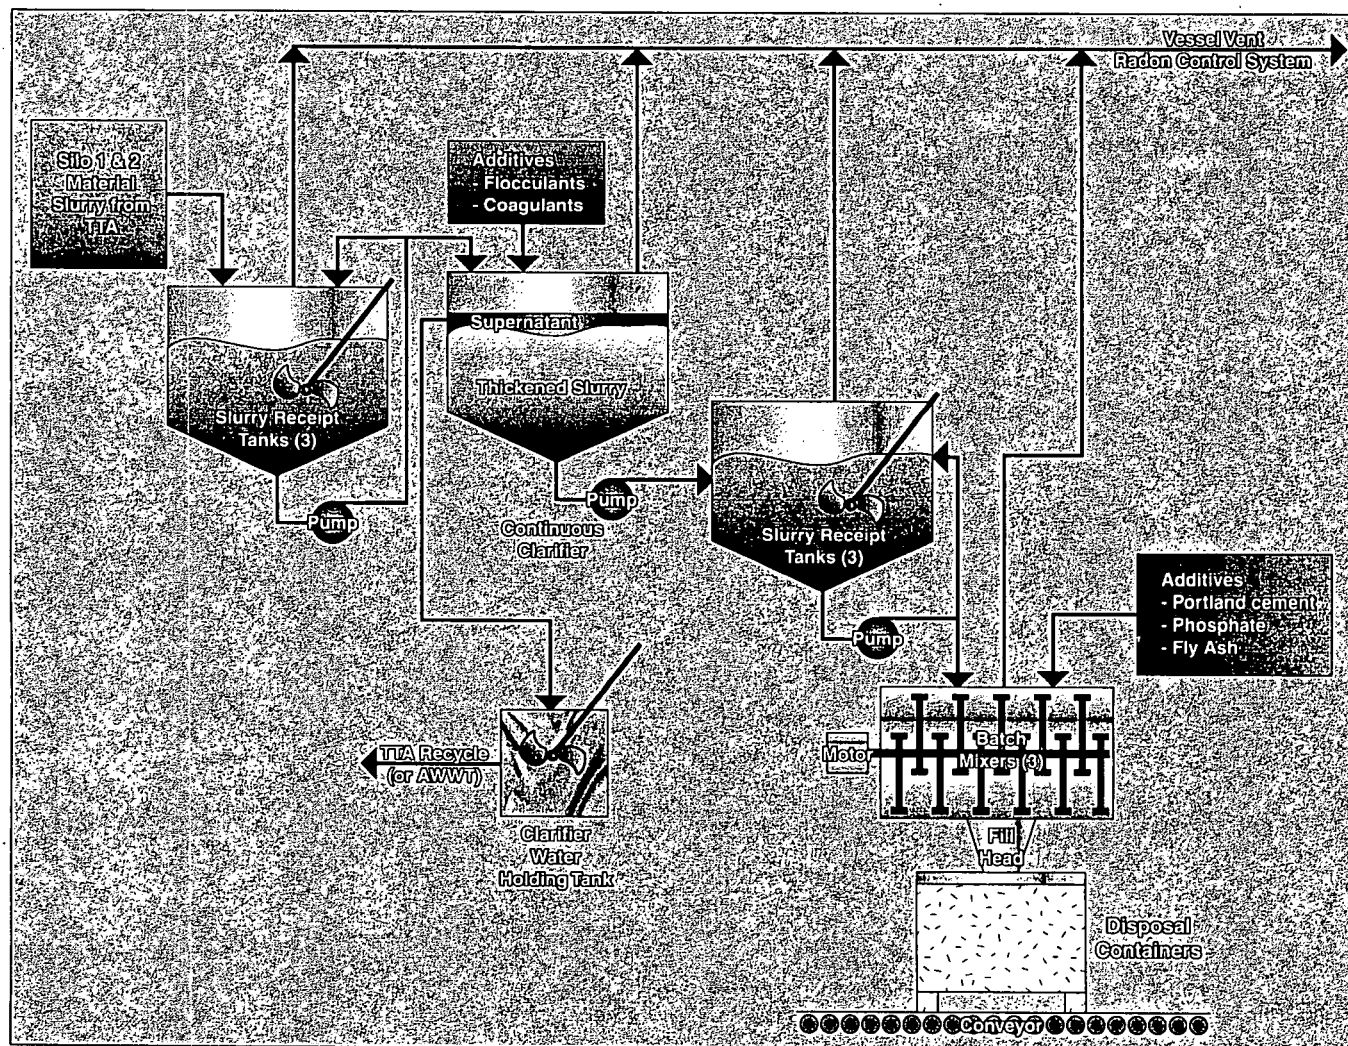 Vessel Vent
Radon Control System
Silo 1 & 2
Material
Slurry from
TTA
Additives
- Flocculants
- Coagulants
Supernatant
Thickened Slurry
Slurry Receipt
Tanks (3)
Pump
Pump
Continuous
Clarifier
Slurry Receipt
Tanks (3)
Pump
Additives
- Portland cement
- Phosphate
- Fly Ash
Motor
Batch
Mixers (3)
TTA Recycle
(or AWWT)
Clarifier
Water
Holding Tank
Fill
Head
Disposal
Containers
Conveyor